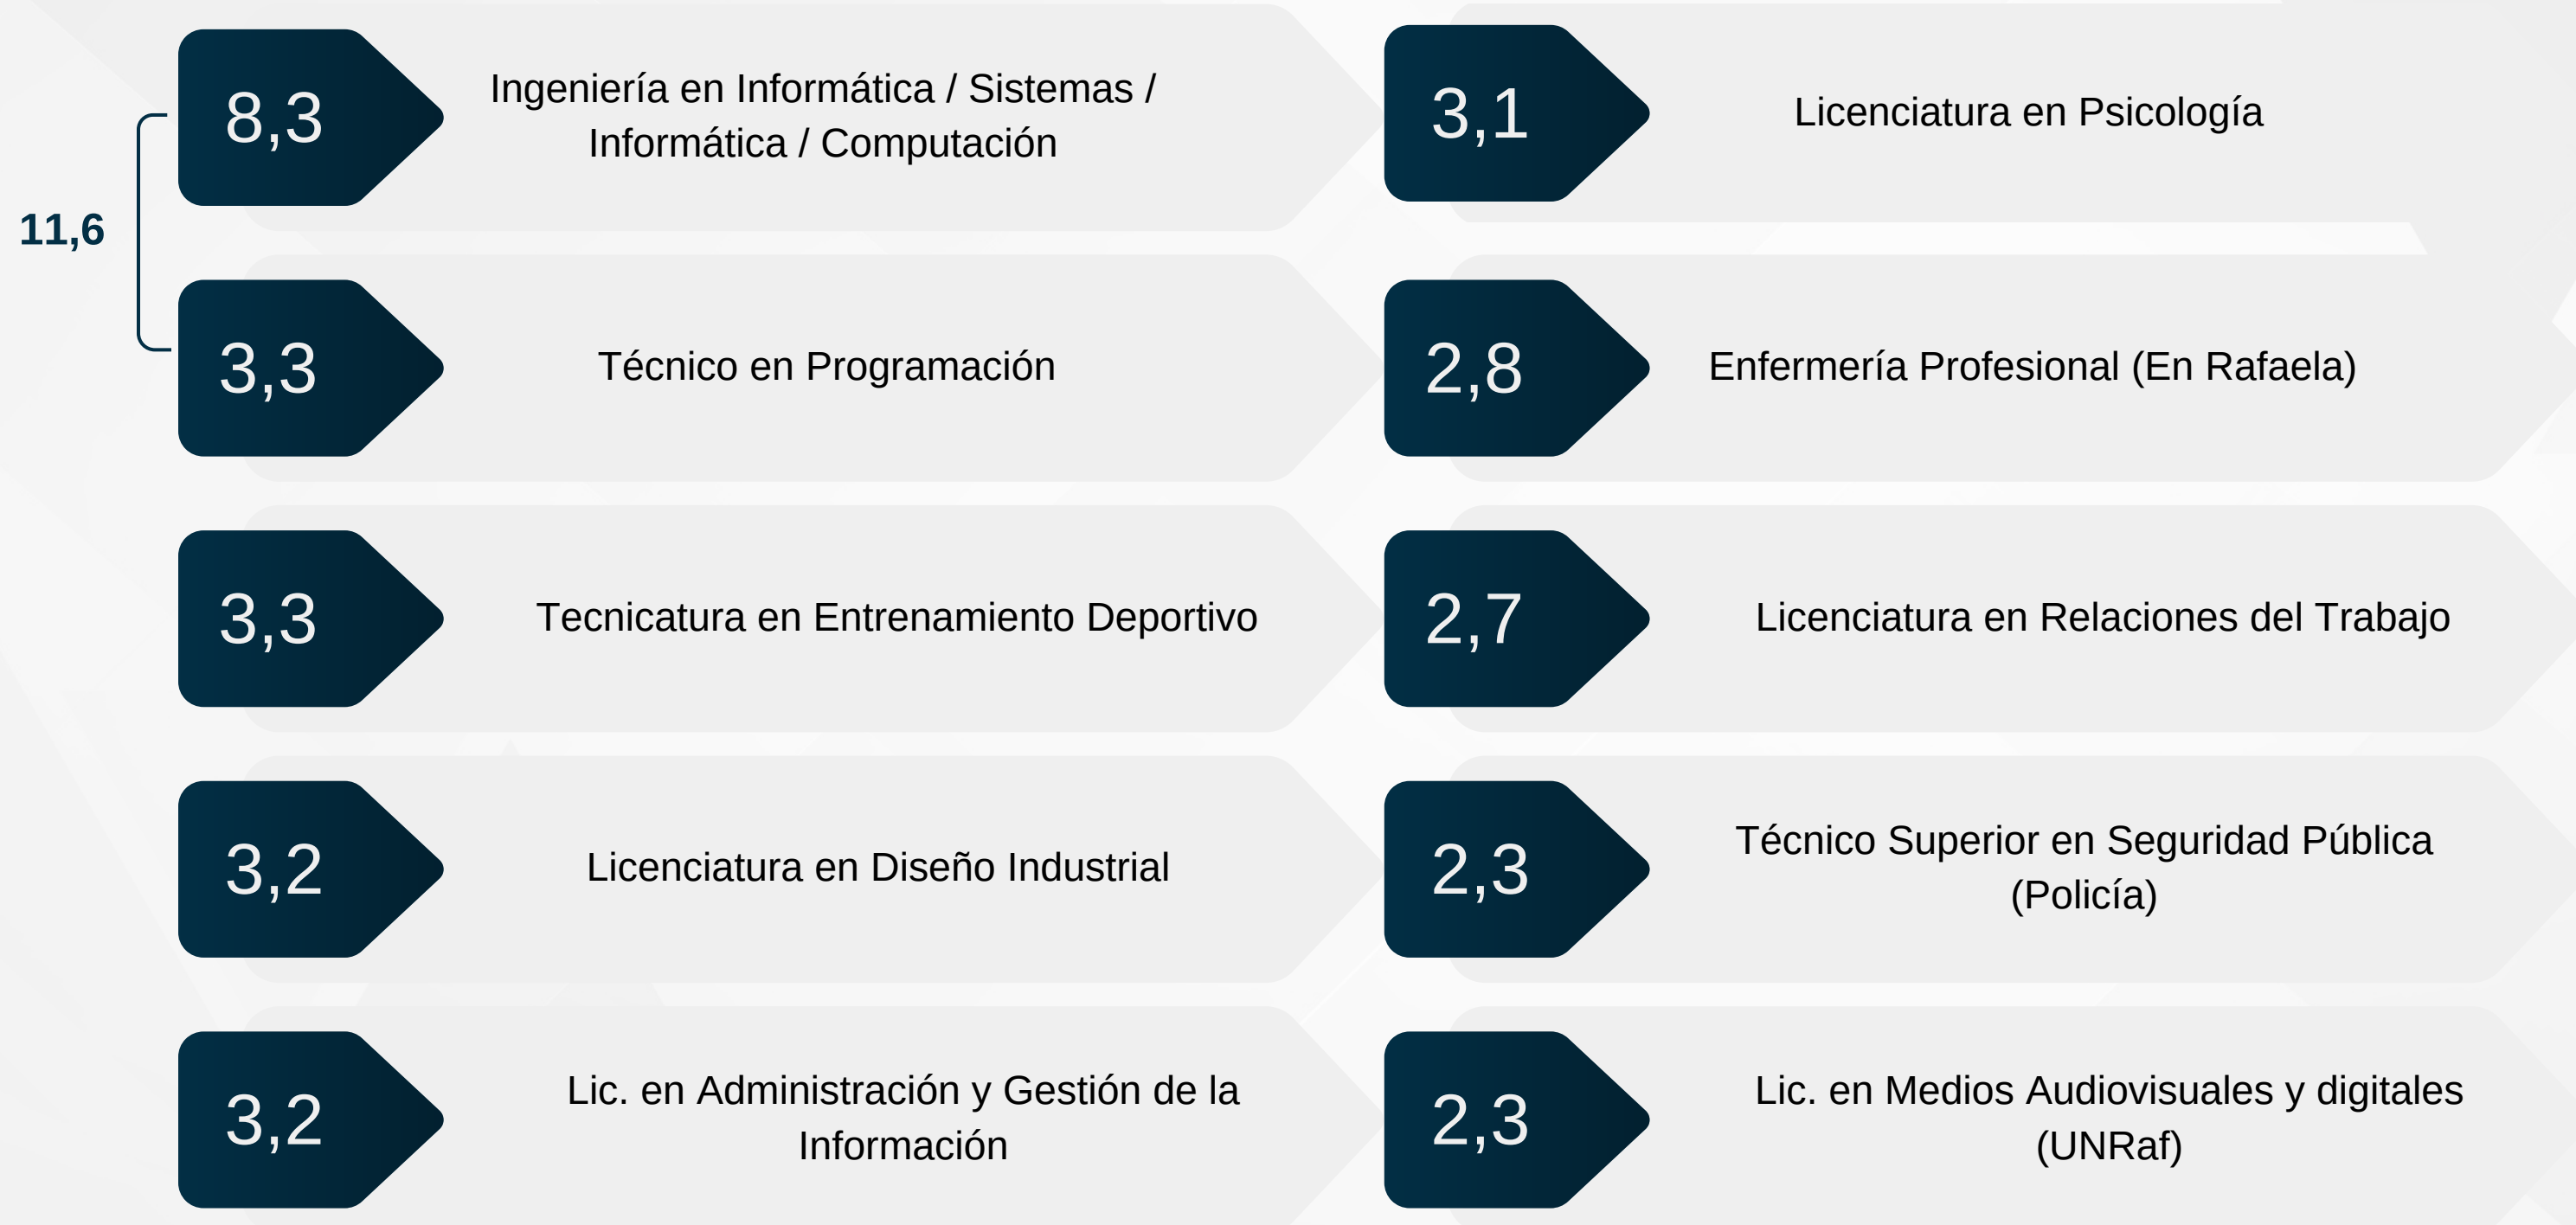 8,3
Ingeniería en Informática / Sistemas /
Informática / Computación
11,6
3,3
Técnico en Programación
3,3
Tecnicatura en Entrenamiento Deportivo
3,2
Licenciatura en Diseño Industrial
3,2
Lic. en Administración y Gestión de la
Información
3,1
Licenciatura en Psicología
2,8
Enfermería Profesional (En Rafaela)
2,7
Licenciatura en Relaciones del Trabajo
2,3
Técnico Superior en Seguridad Pública
(Policía)
2,3
Lic. en Medios Audiovisuales y digitales
(UNRaf)